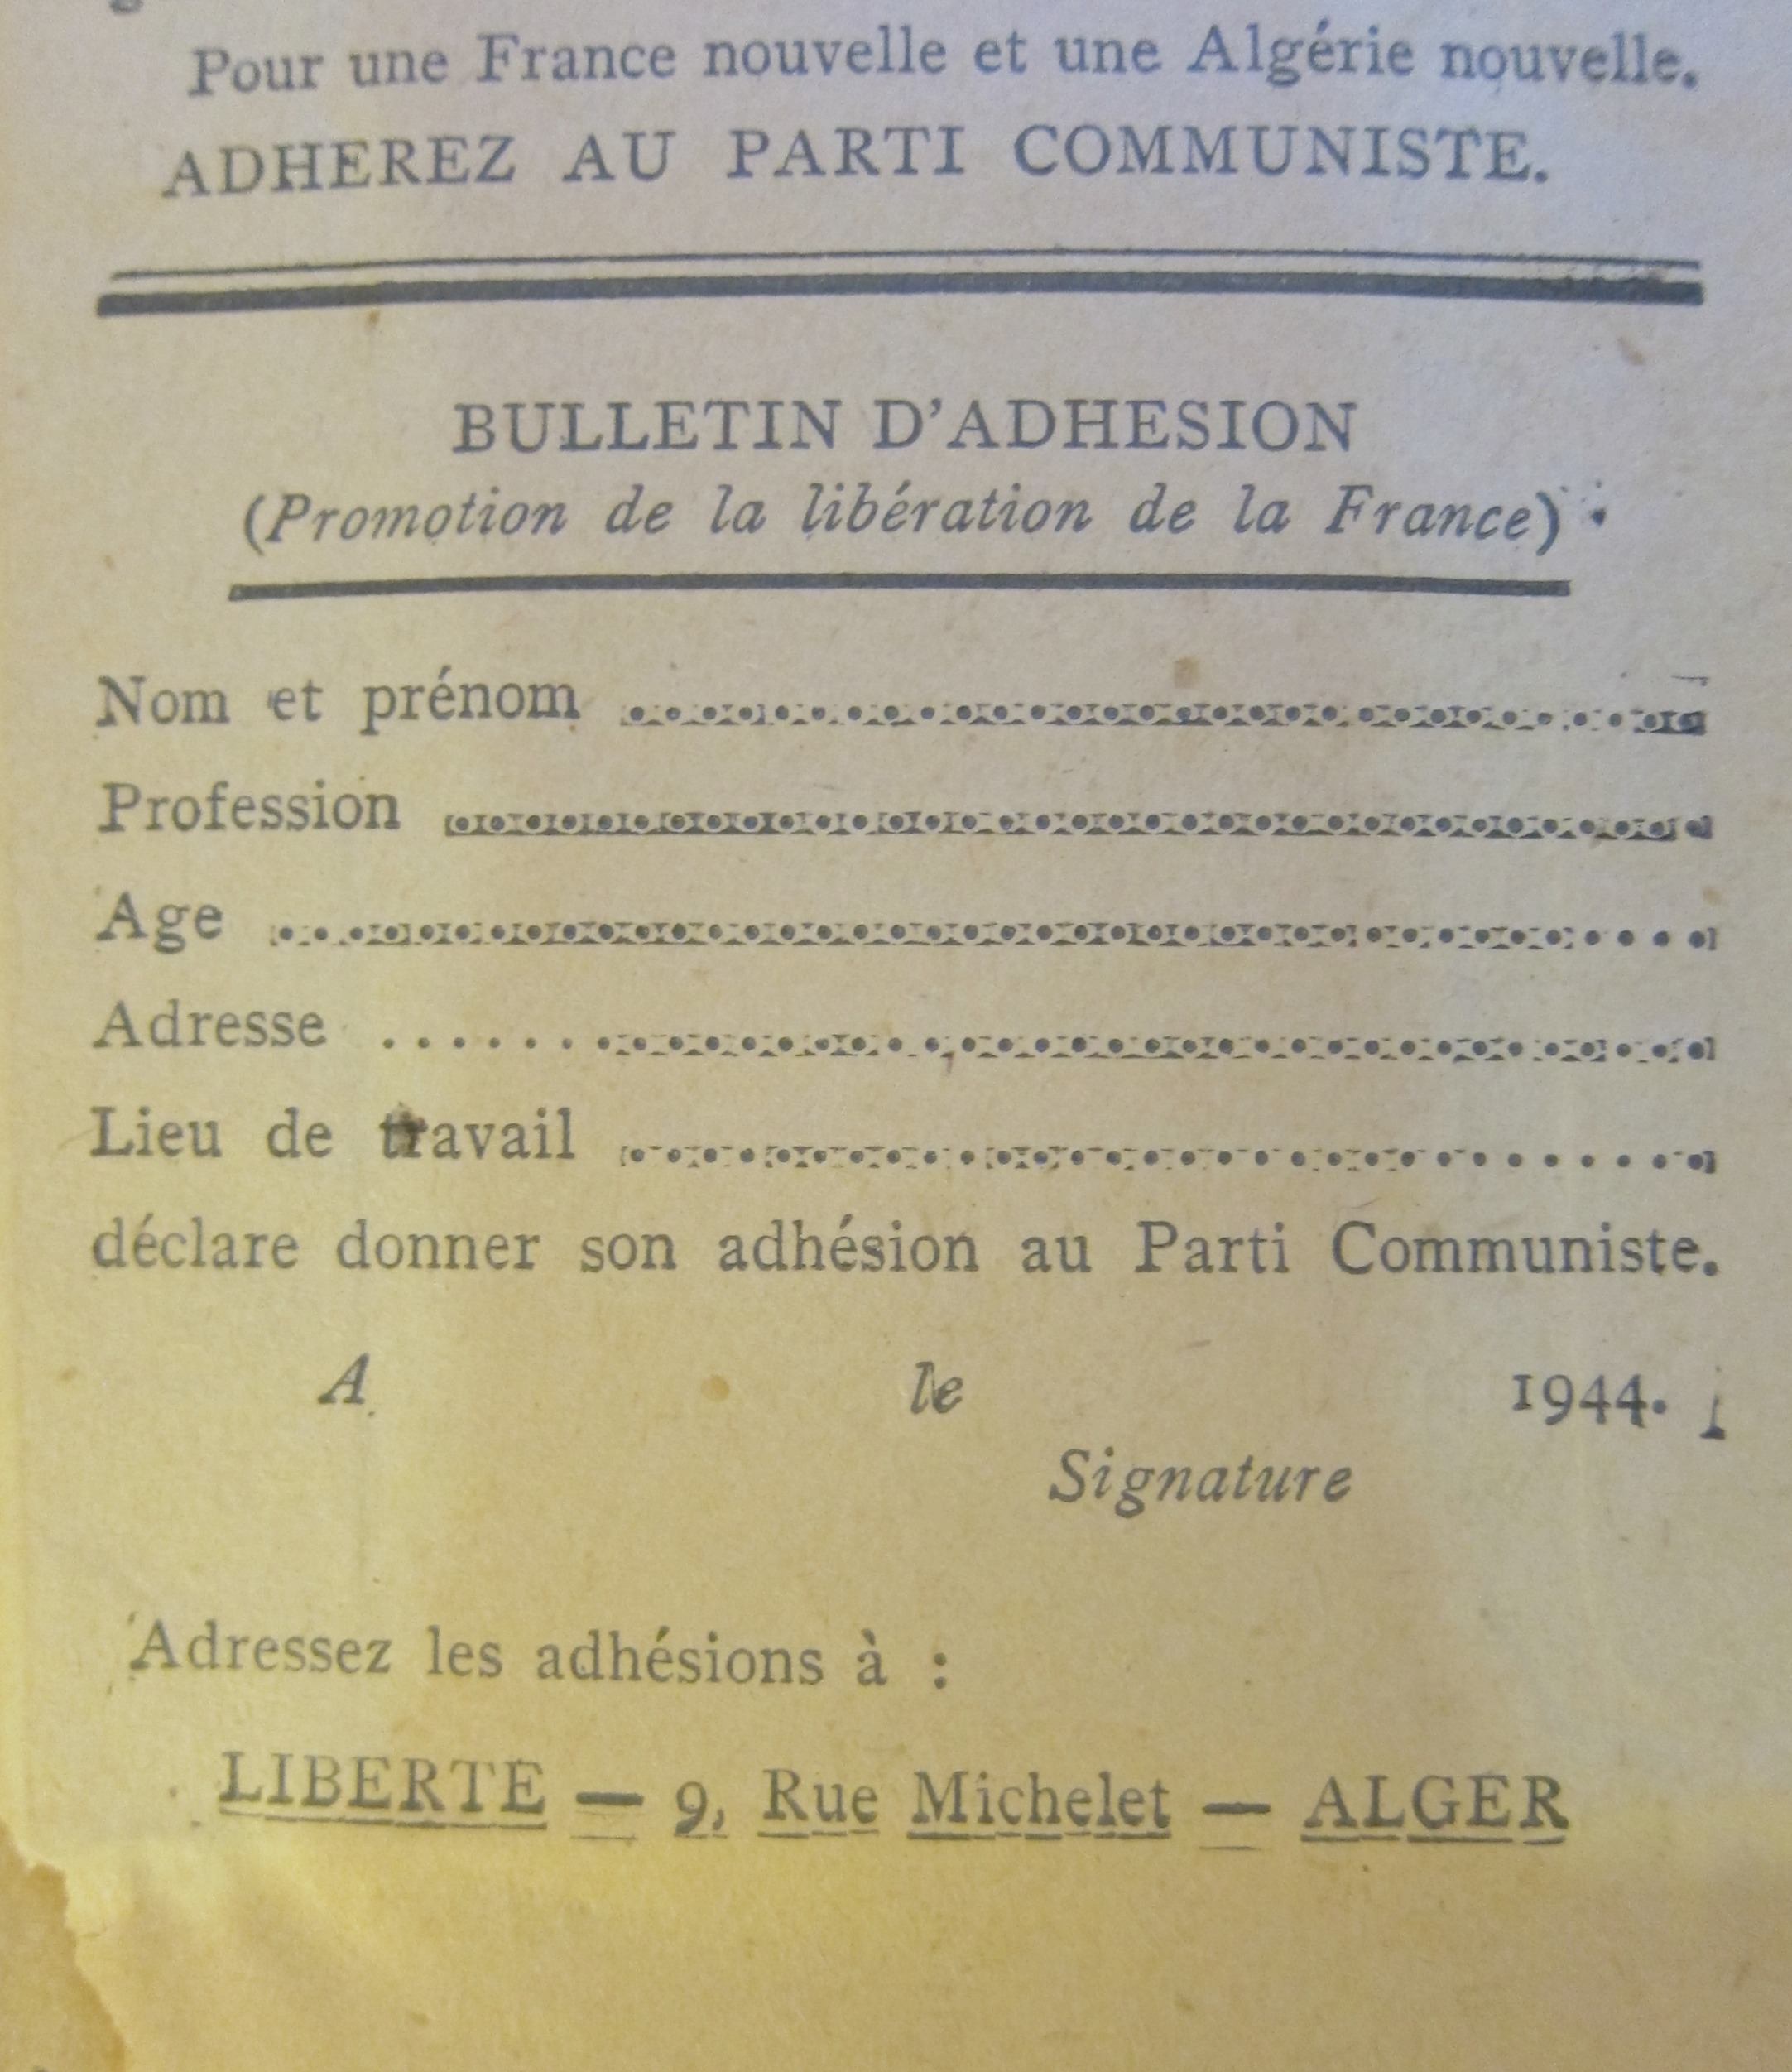 Pour une France nouvelle et une Algérie nouvelle.
ADHEREZ AU PARTI COMMUNISTE.
BULLETIN D'ADHESION
(Promotion de la libération de la France)
Nom et prénom
Profession
Age
Adresse
Lieu de travail
déclare donner son adhésion au Parti Communiste.
A le 1944.
Signature
Adressez les adhésions à :
LIBERTE — 9, Rue Michelet — ALGER